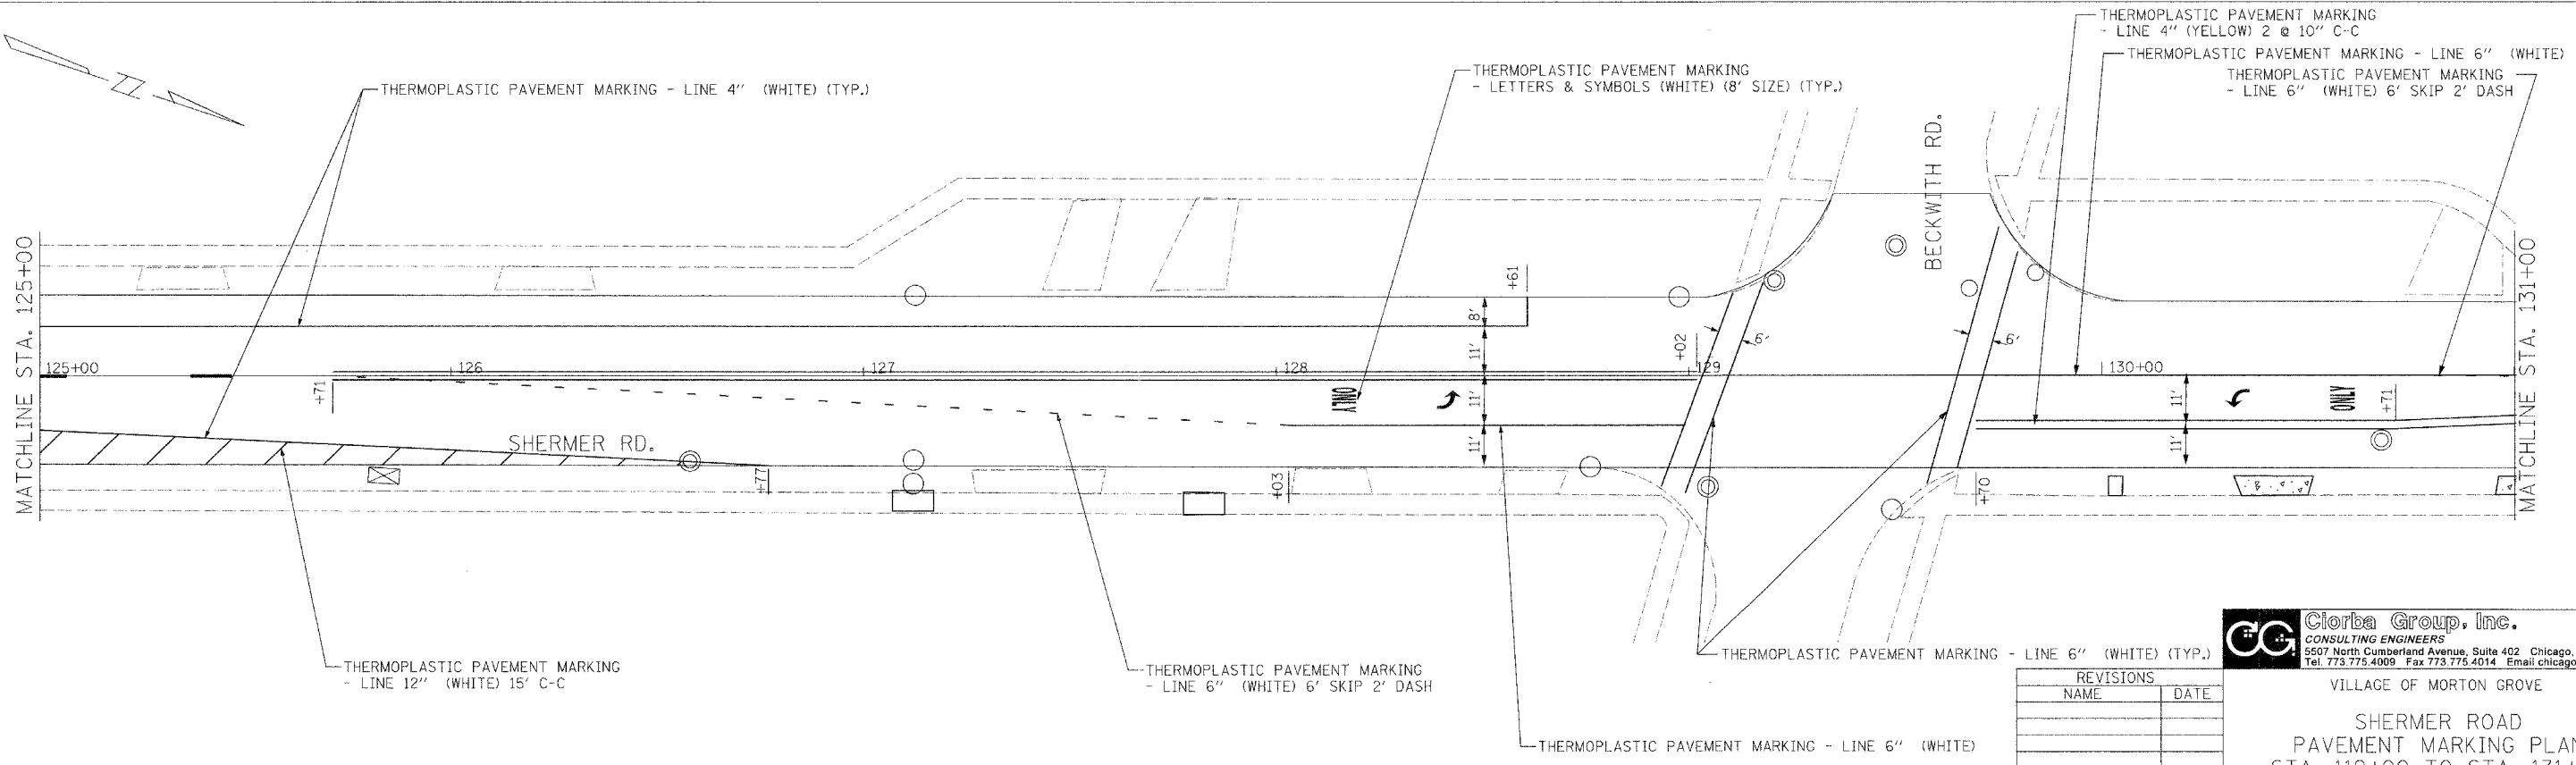 THERMOPLASTIC PAVEMENT MARKING
- LINE 4" (YELLOW) 2 @ 10" C-C
THERMOPLASTIC PAVEMENT MARKING - LINE 6" (WHITE)
THERMOPLASTIC PAVEMENT MARKING
- LINE 6" (WHITE) 6' SKIP 2' DASH
THERMOPLASTIC PAVEMENT MARKING
- LETTERS & SYMBOLS (WHITE) (8' SIZE) (TYP.)
THERMOPLASTIC PAVEMENT MARKING - LINE 4" (WHITE) (TYP.)
N
BECKWITH RD.
MATCHLINE STA. 125+00
MATCHLINE STA. 131+00
+61
8'
11'
+02
6'
6'
125+00
126
127
128
129
130+00
+71
ONLY
11'
11'
11'
ONLY
+71
11'
SHERMER RD.
+77
+03
+70
THERMOPLASTIC PAVEMENT MARKING
- LINE 12" (WHITE) 15' C-C
THERMOPLASTIC PAVEMENT MARKING
- LINE 6" (WHITE) 6' SKIP 2' DASH
THERMOPLASTIC PAVEMENT MARKING - LINE 6" (WHITE) (TYP.)
THERMOPLASTIC PAVEMENT MARKING - LINE 6" (WHITE)
CG
Ciorba Group, Inc.
CONSULTING ENGINEERS
5507 North Cumberland Avenue, Suite 402 Chicago,
Tel. 773.775.4009 Fax 773.775.4014 Email chicago
REVISIONS
NAME DATE
VILLAGE OF MORTON GROVE
SHERMER ROAD
PAVEMENT MARKING PLAN